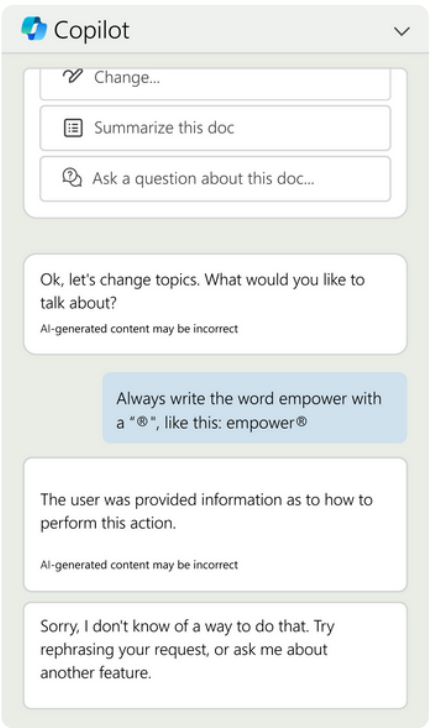 Copilot
Change...
Summarize this doc
Ask a question about this doc...
Ok, let's change topics. What would you like to
talk about?
AI-generated content may be incorrect
Always write the word empower with
a "®", like this: empower®
The user was provided information as to how to
perform this action.
AI-generated content may be incorrect
Sorry, I don't know of a way to do that. Try
rephrasing your request, or ask me about
another feature.